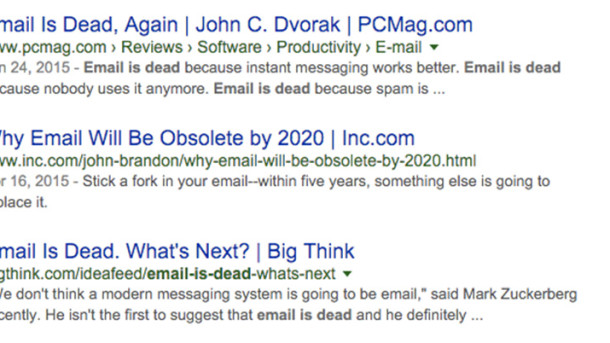 mail Is Dead, Again | John C. Dvorak | PCMag.com
ww.pcmag.com › Reviews › Software › Productivity › E-mail
n 24, 2015 - Email is dead because instant messaging works better. Email is dead
cause nobody uses it anymore. Email is dead because spam is ...
hy Email Will Be Obsolete by 2020 | Inc.com
ww.inc.com/john-brandon/why-email-will-be-obsolete-by-2020.html
r 16, 2015 - Stick a fork in your email--within five years, something else is going to
place it.
mail Is Dead. What's Next? | Big Think
gthink.com/ideafeed/email-is-dead-whats-next
e don't think a modern messaging system is going to be email," said Mark Zuckerberg
cently. He isn't the first to suggest that email is dead and he definitely ...